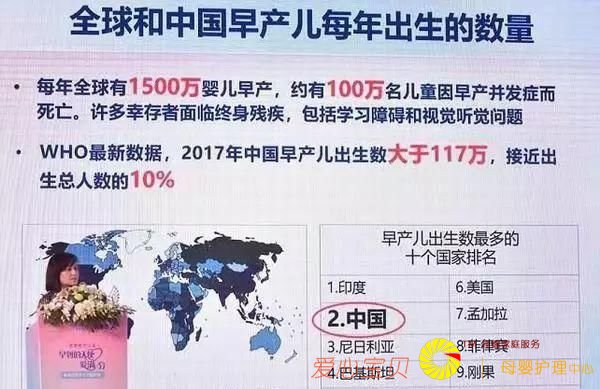 全球和中国早产儿每年出生的数量
每年全球有1500万婴儿早产，约有100万名儿童因早产并发症而
死亡。许多幸存者面临终身残疾，包括学习障碍和视觉听觉问题
WHO最新数据，2017年中国早产儿出生数大于117万，接近出
生总人数的10%
早产儿出生数最多的
十个国家排名
1.印度
6.美国
2.中国
7.孟加拉
3.尼日利亚
8.菲律宾
4.巴基斯坦
9.刚果
早到的天使
爱心宝贝
家庭服务
母婴护理中心